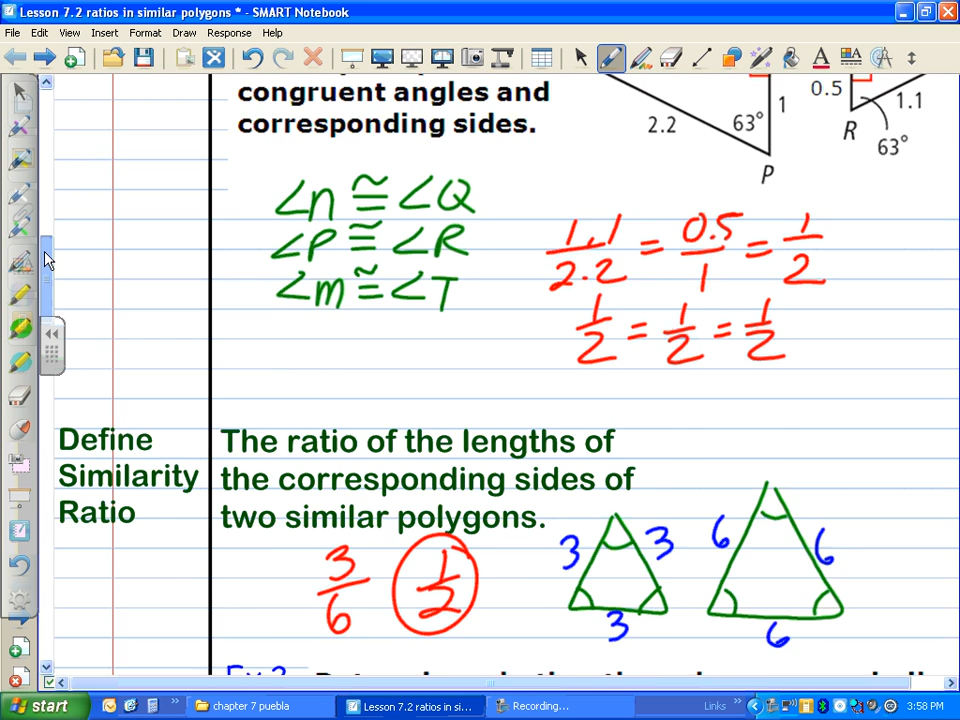 Lesson 7.2 ratios in similar polygons * - SMART Notebook
File Edit View Insert Format Draw Response Help
congruent angles and
corresponding sides.
2.2 63° 1 P
0.5 1.1 R 63°
∠n ≅ ∠Q
∠P ≅ ∠R
∠m ≅ ∠T
1.1/2.2 = 0.5/1 = 1/2
1/2 = 1/2 = 1/2
Define
Similarity
Ratio
The ratio of the lengths of
the corresponding sides of
two similar polygons.
3/6 1/2
3 3 3
6 6 6
start chapter 7 puebla Lesson 7.2 ratios in si... Recording... Links 3:58 PM